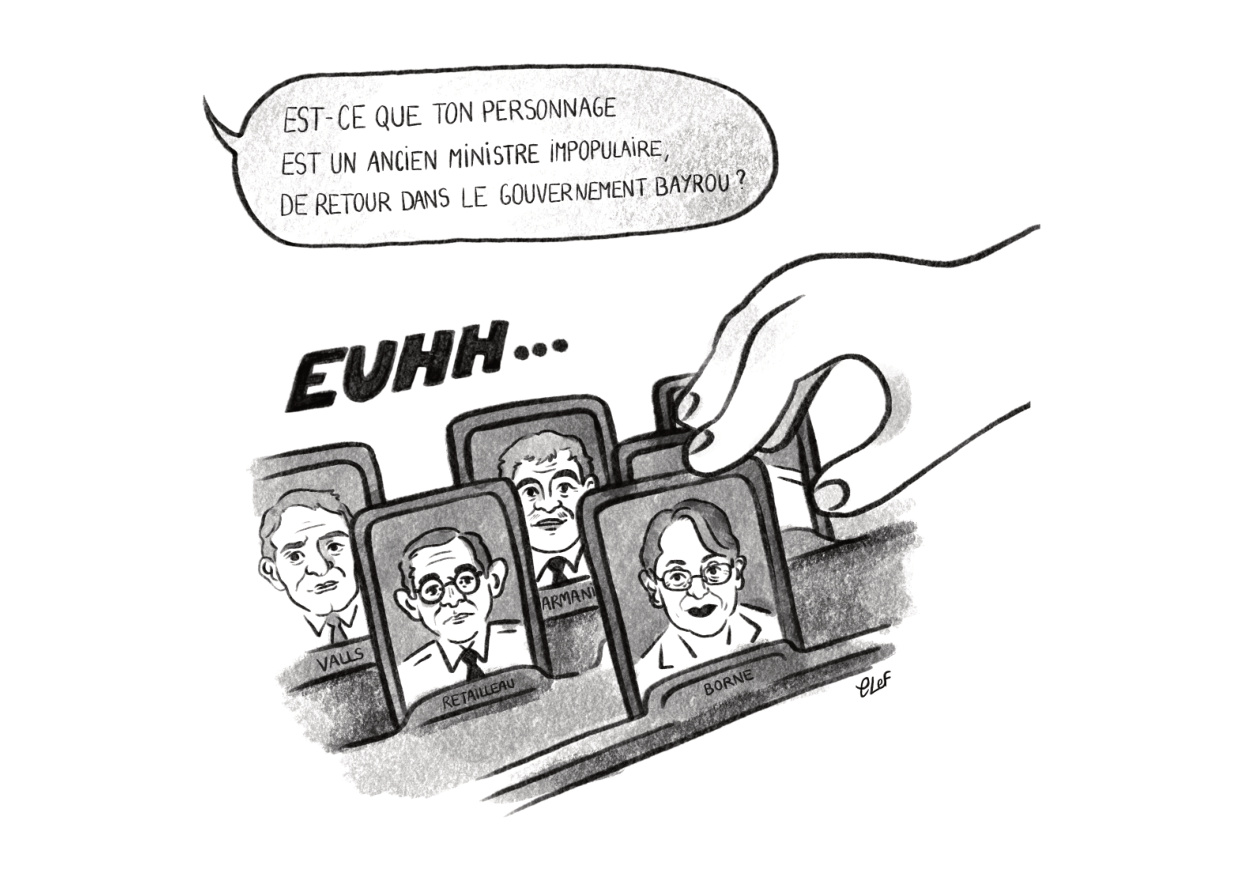 EST-CE QUE TON PERSONNAGE
EST UN ANCIEN MINISTRE IMPOPULAIRE,
DE RETOUR DANS LE GOUVERNEMENT BAYROU ?
EUHH...
VALLS
RETAILLEAU
ARMANI
BORNE
CLEF